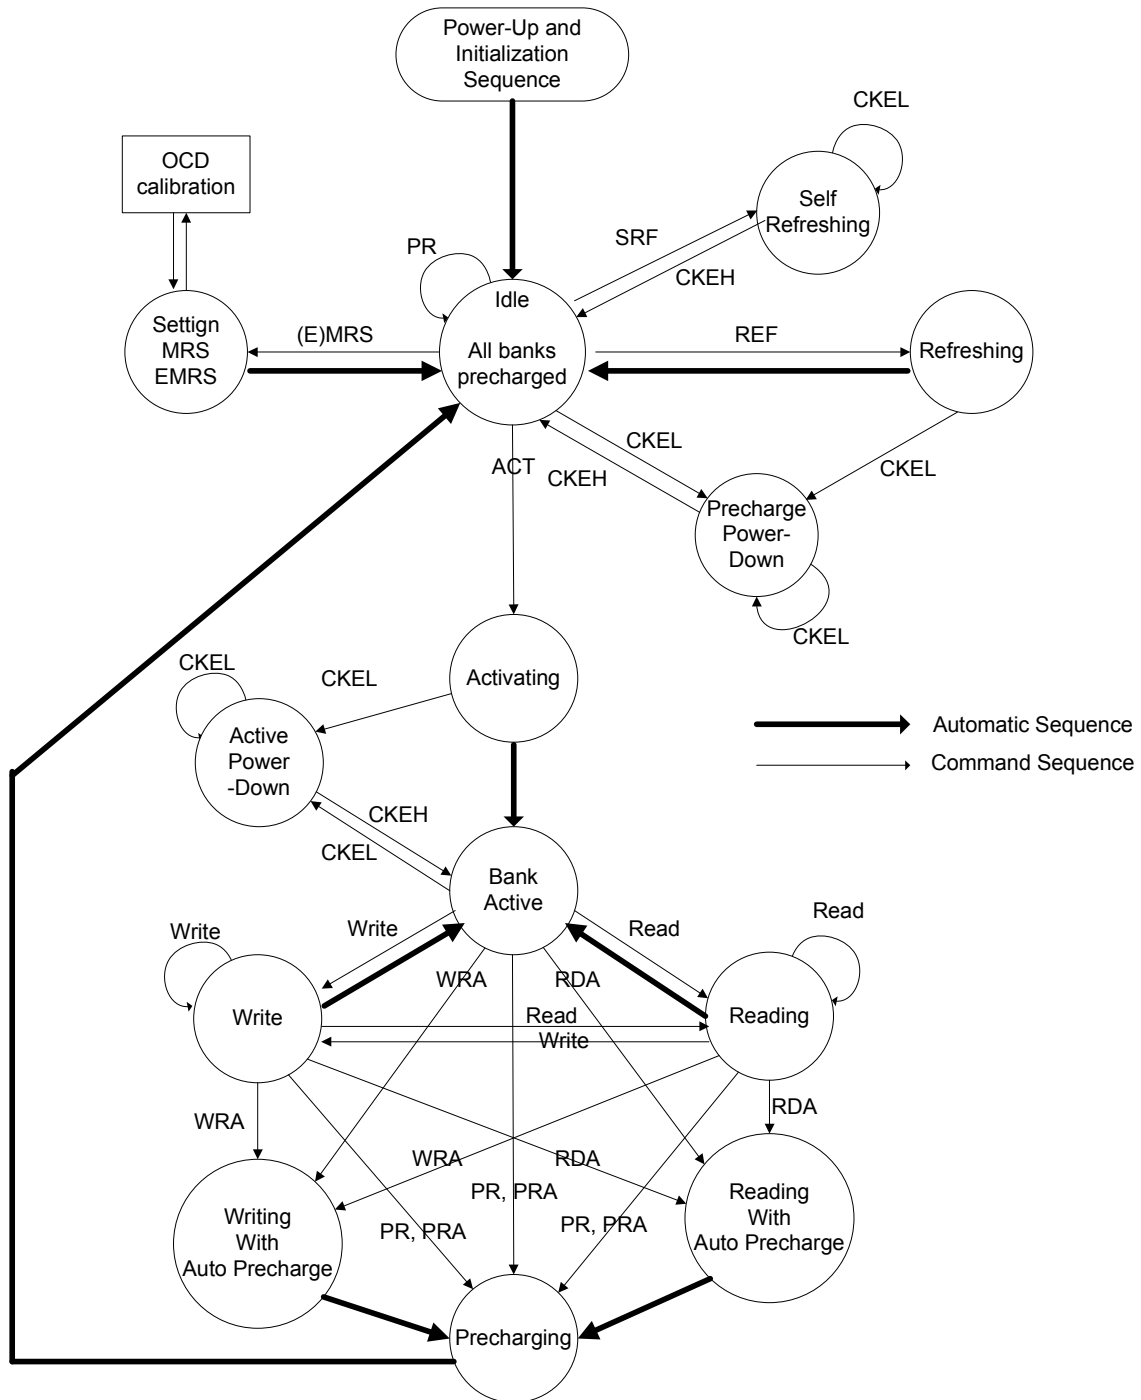 Power-Up and
Initialization
Sequence
CKEL
OCD
calibration
Self
Refreshing
SRF
PR
CKEH
Idle
Settign
MRS
EMRS
(E)MRS
All banks
precharged
REF
Refreshing
CKEL
ACT
CKEH
CKEL
Precharge
Power-
Down
CKEL
CKEL
CKEL
Activating
Active
Power
-Down
Automatic Sequence
Command Sequence
CKEH
CKEL
Bank
Active
Write
Write
Read
Read
WRA
RDA
Write
Read
Write
Reading
WRA
RDA
WRA
RDA
PR, PRA
Writing
With
Auto Precharge
PR, PRA
PR, PRA
Reading
With
Auto Precharge
Precharging